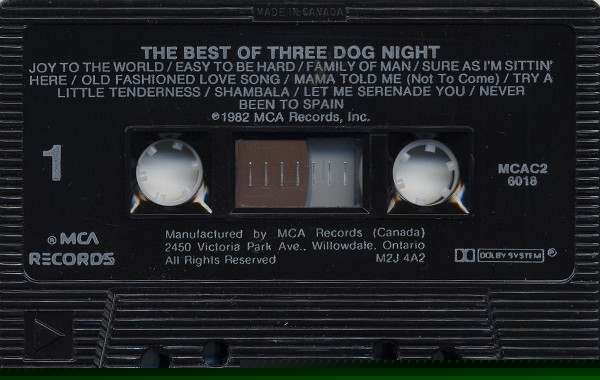 MADE IN CANADA
THE BEST OF THREE DOG NIGHT
JOY TO THE WORLD / EASY TO BE HARD / FAMILY OF MAN / SURE AS I'M SITTIN'
HERE / OLD FASHIONED LOVE SONG / MAMA TOLD ME (Not To Come) / TRY A
LITTLE TENDERNESS / SHAMBALA / LET ME SERENADE YOU / NEVER
BEEN TO SPAIN
℗1982 MCA Records, Inc.
1
MCAC2
6018
®MCA
RECORDS
Manufactured by MCA Records (Canada)
2450 Victoria Park Ave., Willowdale, Ontario
All Rights Reserved M2J 4A2
DOLBY SYSTEM ®